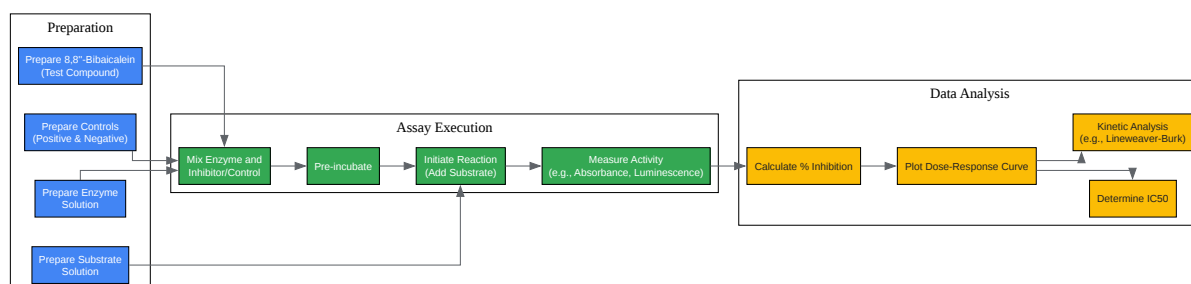 Preparation
Prepare 8,8"-Bibaicalein
(Test Compound)
Prepare Controls
(Positive & Negative)
Prepare Enzyme
Solution
Prepare Substrate
Solution
Assay Execution
Mix Enzyme and
Inhibitor/Control
Pre-incubate
Initiate Reaction
(Add Substrate)
Measure Activity
(e.g., Absorbance, Luminescence)
Data Analysis
Calculate % Inhibition
Plot Dose-Response Curve
Kinetic Analysis
(e.g., Lineweaver-Burk)
Determine IC50